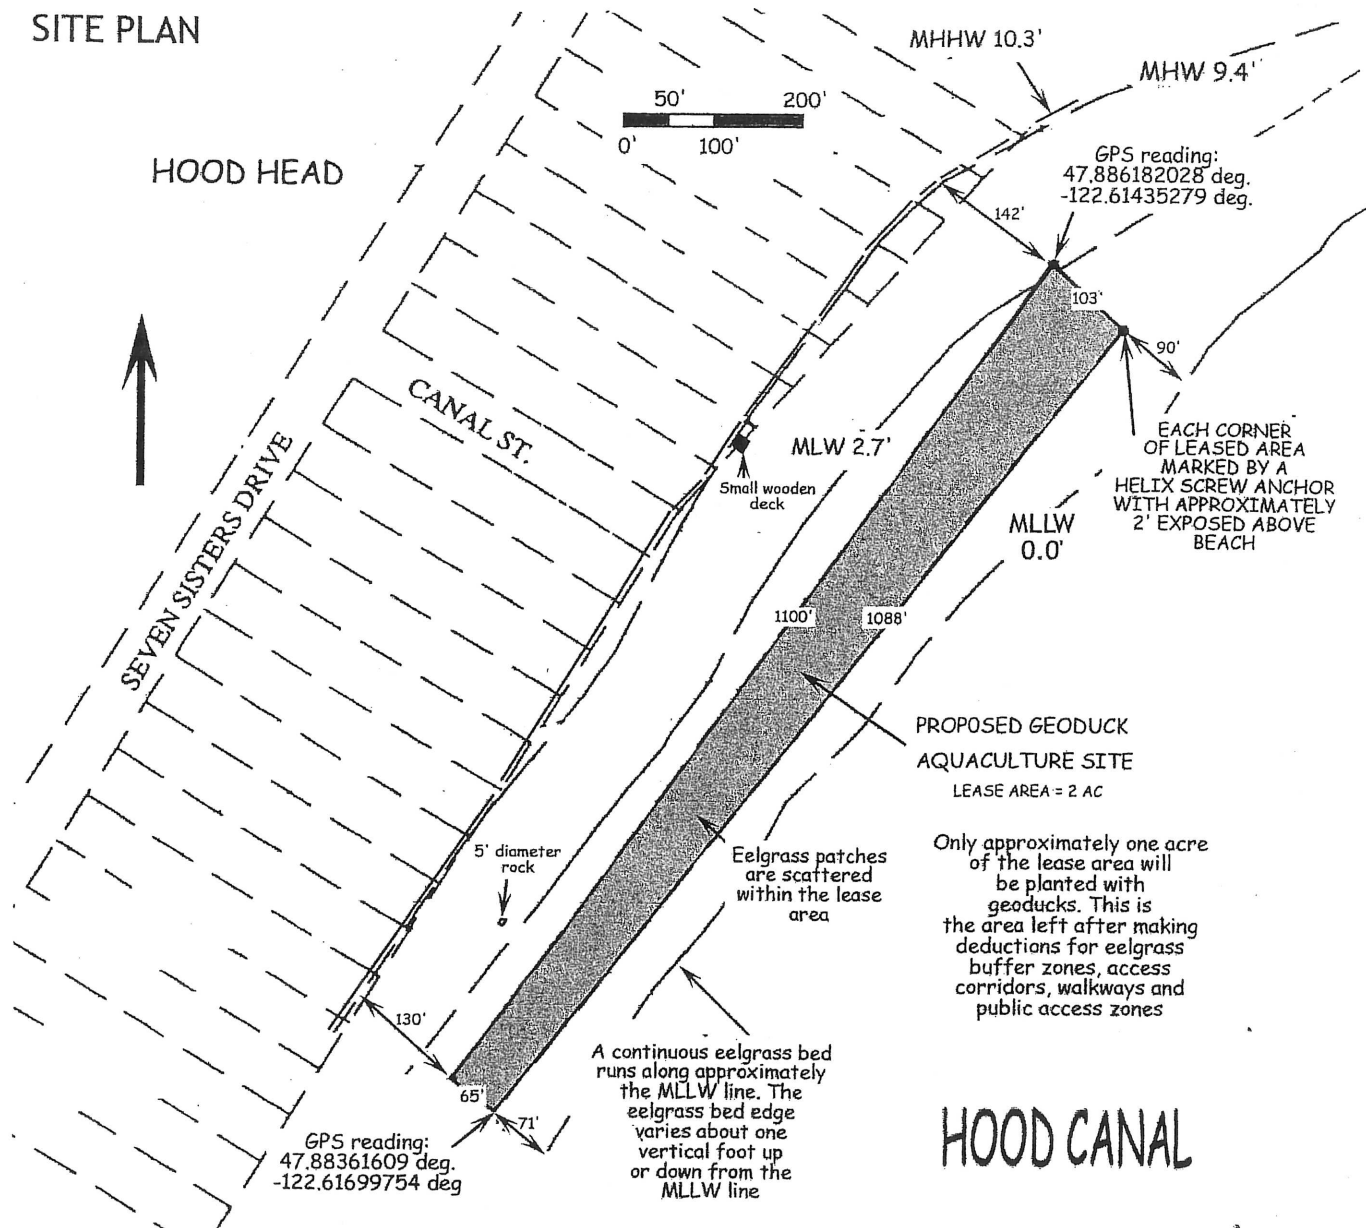 SITE PLAN
MHHW 10.3'
MHW 9.4'
50' 200'
0' 100'
HOOD HEAD
GPS reading:
47.886182028 deg.
-122.61435279 deg.
142'
103'
90'
CANAL ST.
SEVEN SISTERS DRIVE
MLW 2.7'
Small wooden
deck
EACH CORNER
OF LEASED AREA
MARKED BY A
HELIX SCREW ANCHOR
WITH APPROXIMATELY
2' EXPOSED ABOVE
BEACH
MLLW
0.0'
1100'
1088'
PROPOSED GEODUCK
AQUACULTURE SITE
LEASE AREA = 2 AC
5' diameter
rock
Eelgrass patches
are scattered
within the lease
area
Only approximately one acre
of the lease area will
be planted with
geoducks. This is
the area left after making
deductions for eelgrass
buffer zones, access
corridors, walkways and
public access zones
130'
65'
71'
A continuous eelgrass bed
runs along approximately
the MLLW line. The
eelgrass bed edge
varies about one
vertical foot up
or down from the
MLLW line
GPS reading:
47.88361609 deg.
-122.61699754 deg
HOOD CANAL